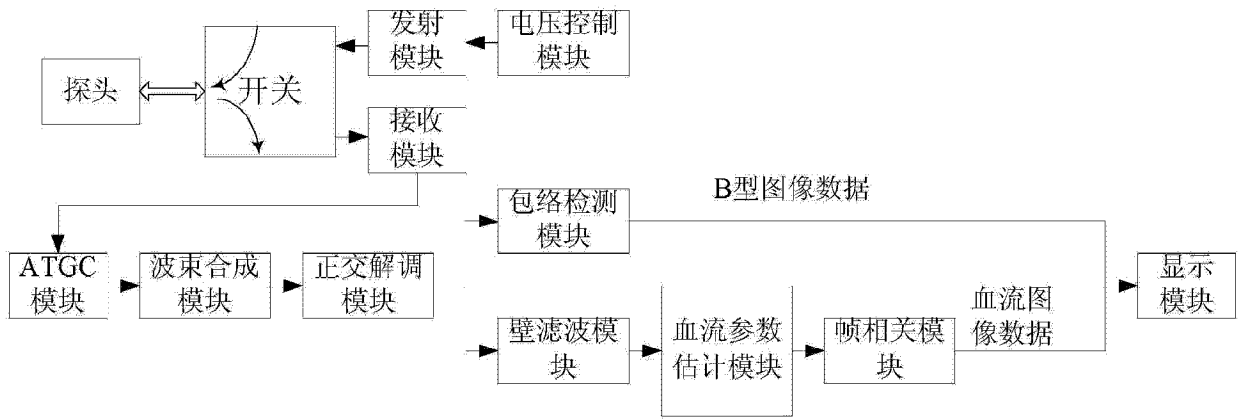 发射
模块
电压控制
模块
探头
开关
接收
模块
B型图像数据
包络检测
模块
ATGC
模块
波束合成
模块
正交解调
模块
显示
模块
血流图
像数据
壁滤波模
块
血流参数
估计模块
帧相关模
块